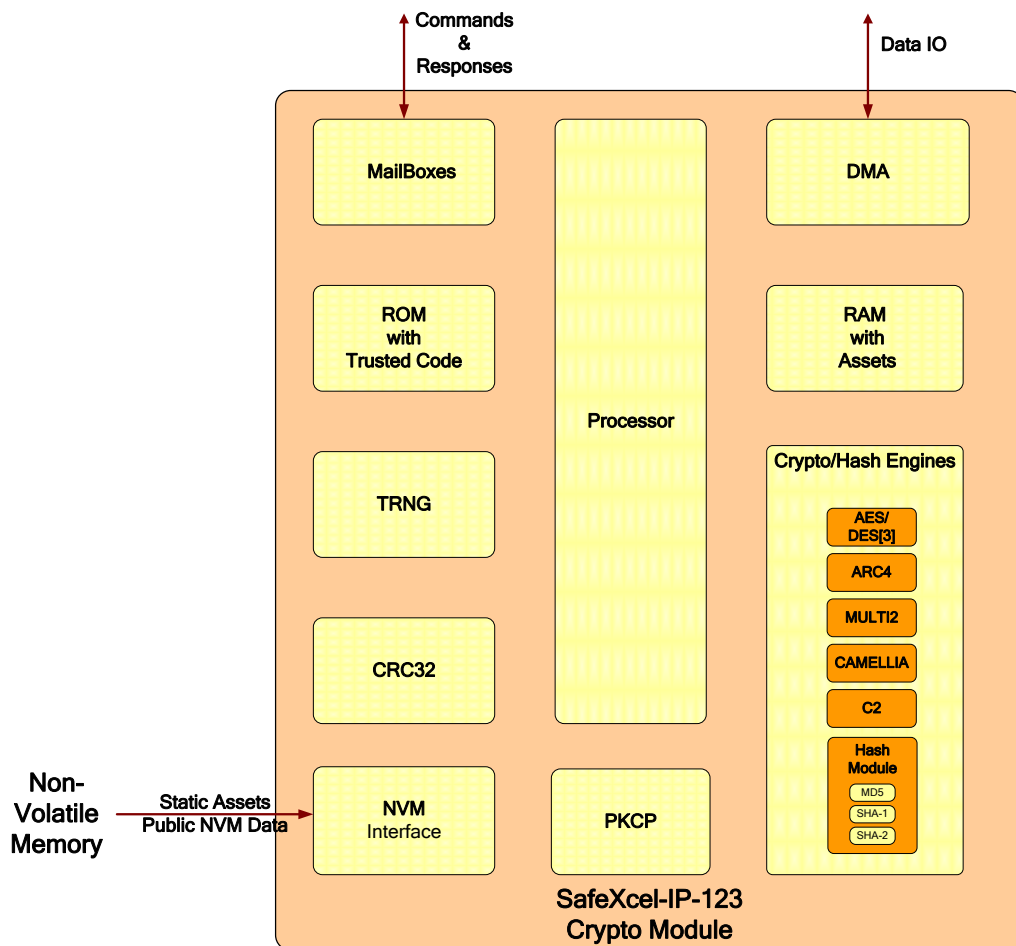 Commands
&
Responses
Data IO
MailBoxes
DMA
ROM
with
Trusted Code
RAM
with
Assets
Processor
Crypto/Hash Engines
TRNG
AES/
DES[3]
ARC4
MULTI2
CAMELLIA
C2
CRC32
Hash
Module
MD5
SHA-1
SHA-2
Non-
Volatile
Memory
Static Assets
Public NVM Data
NVM
Interface
PKCP
SafeXcel-IP-123
Crypto Module